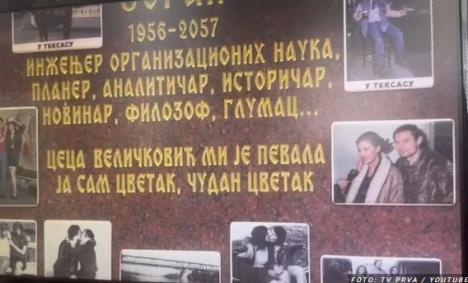 1956-2057
У ТЕКСАСУ
ИНЖЕЊЕР ОРГАНИЗАЦИОНИХ НАУКА,
ПЛАНЕР, АНАЛИТИЧАР, ИСТОРИЧАР,
НОВИНАР, ФИЛОЗОФ, ГЛУМАЦ...
У ТЕКСАСУ
ЦЕЦА ВЕЛИЧКОВИЋ МИ ЈЕ ПЕВАЛА
ЈА САМ ЦВЕТАК, ЧУДАН ЦВЕТАК
FOTO: TV PRVA / YOUTUBE